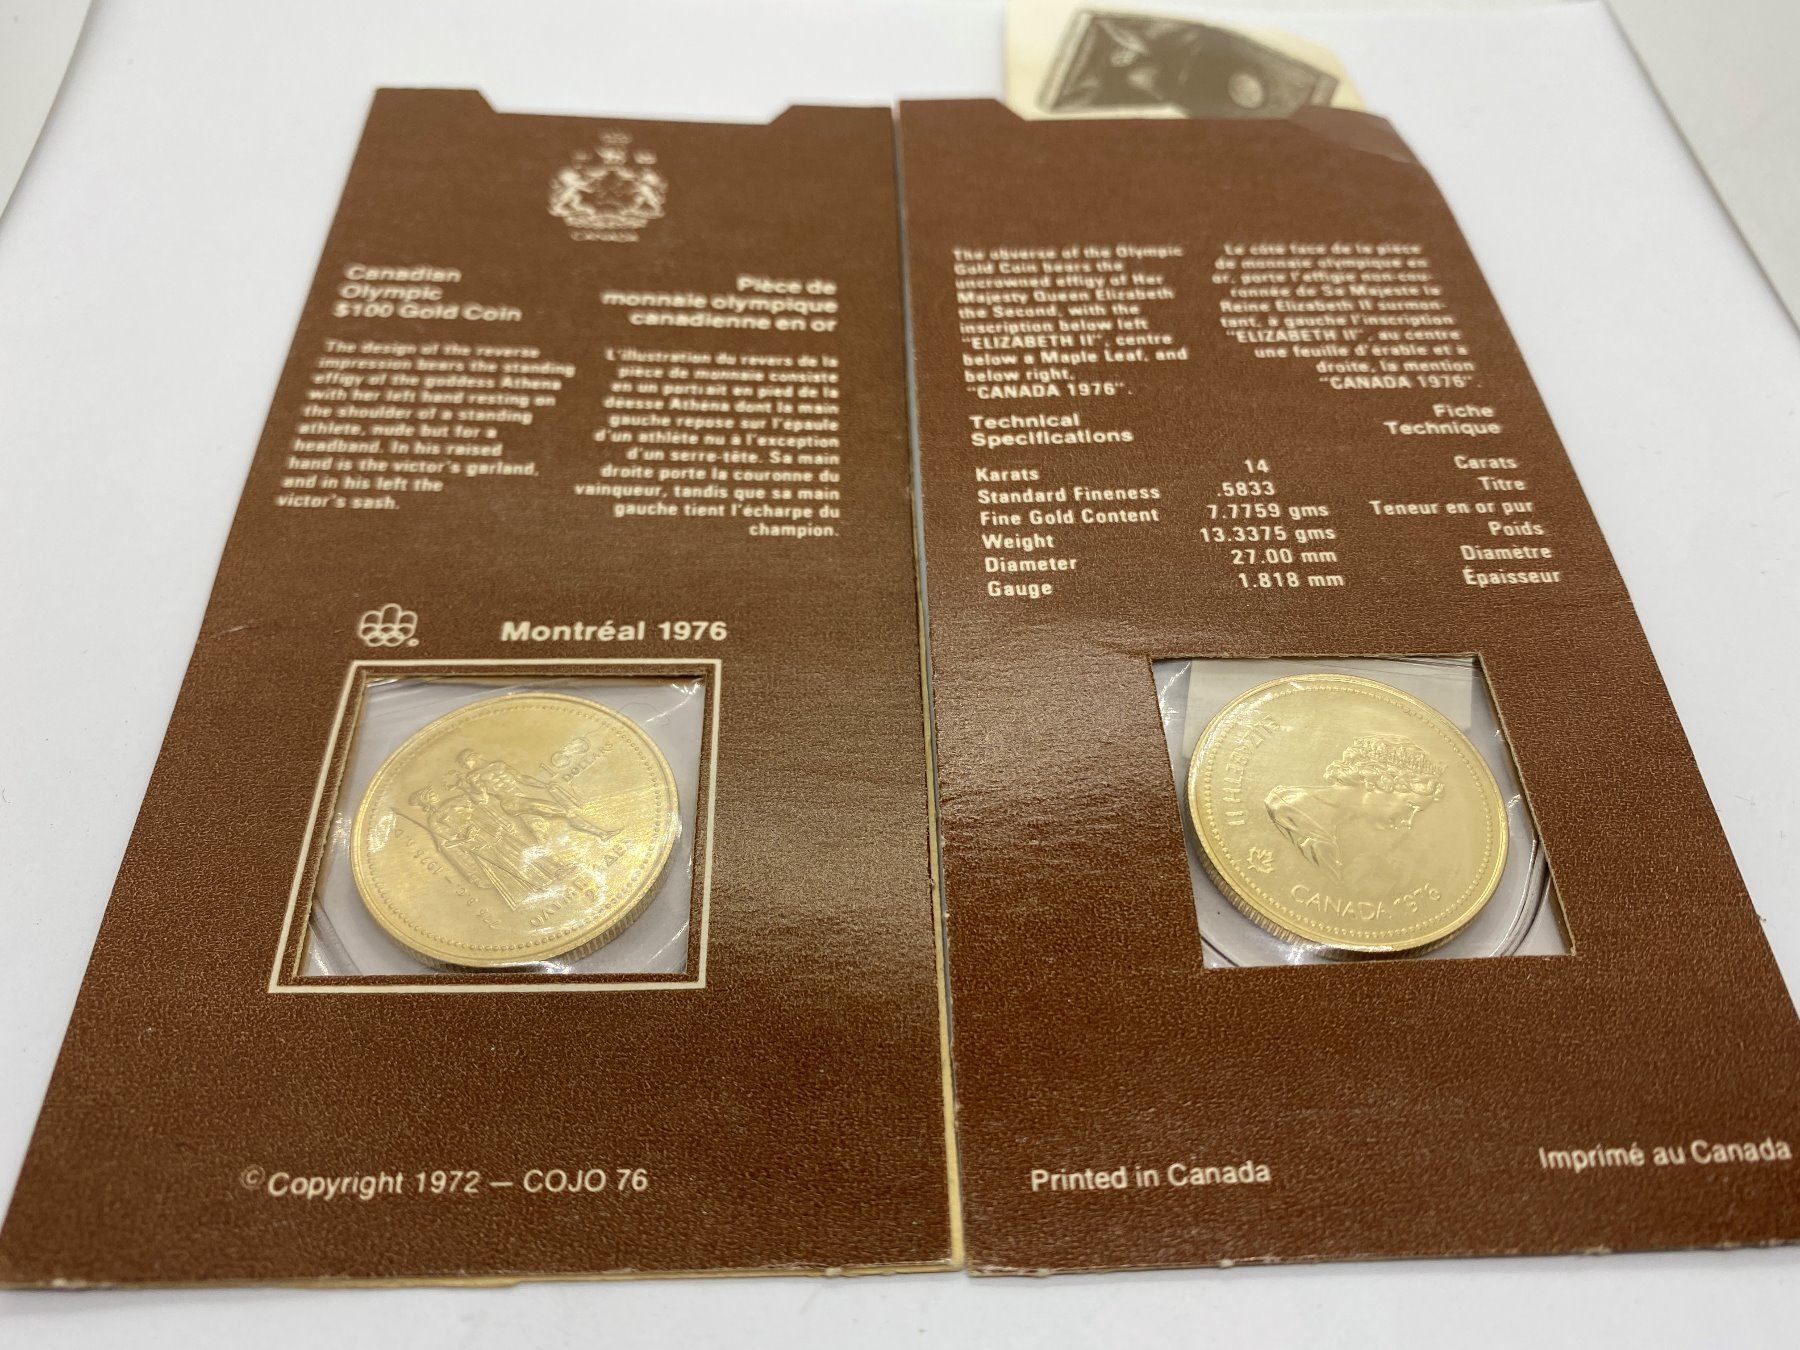 CANADA
Canadian
Olympic
$100 Gold Coin
The design of the reverse
impression bears the standing
effigy of the goddess Athena
with her left hand resting on
the shoulder of a standing
athlete, nude but for a
headband. In his raised
hand is the victor's garland,
and in his left the
victor's sash.
Pièce de
monnaie olympique
canadienne en or
L'illustration du revers de la
pièce de monnaie consiste
en un portrait en pied de la
déesse Athéna dont la main
gauche repose sur l'épaule
d'un athlète nu à l'exception
d'un serre-tête. Sa main
droite porte la couronne du
vainqueur, tandis que sa main
gauche tient l'écharpe du
champion.
Montréal 1976
100
DOLLARS
776 B.C. – 1976 A.D.
© Copyright 1972 – COJO 76
The obverse of the Olympic
Gold Coin bears the
uncrowned effigy of Her
Majesty Queen Elizabeth
the Second, with the
inscription below left
"ELIZABETH II", centre
below a Maple Leaf, and
below right,
"CANADA 1976".
Le côté face de la pièce
de monnaie olympique en
or, porte l'effigie non-cou-
ronnée de Sa Majesté la
Reine Elizabeth II surmon-
tant, à gauche l'inscription
"ELIZABETH II", au centre
une feuille d'érable et à
droite, la mention
"CANADA 1976".
Technical
Specifications
Fiche
Technique
Karats 14 Carats
Standard Fineness .5833 Titre
Fine Gold Content 7.7759 gms Teneur en or pur
Weight 13.3375 gms Poids
Diameter 27.00 mm Diamètre
Gauge 1.818 mm Épaisseur
ELIZABETH II
CANADA 1976
Printed in Canada
Imprimé au Canada